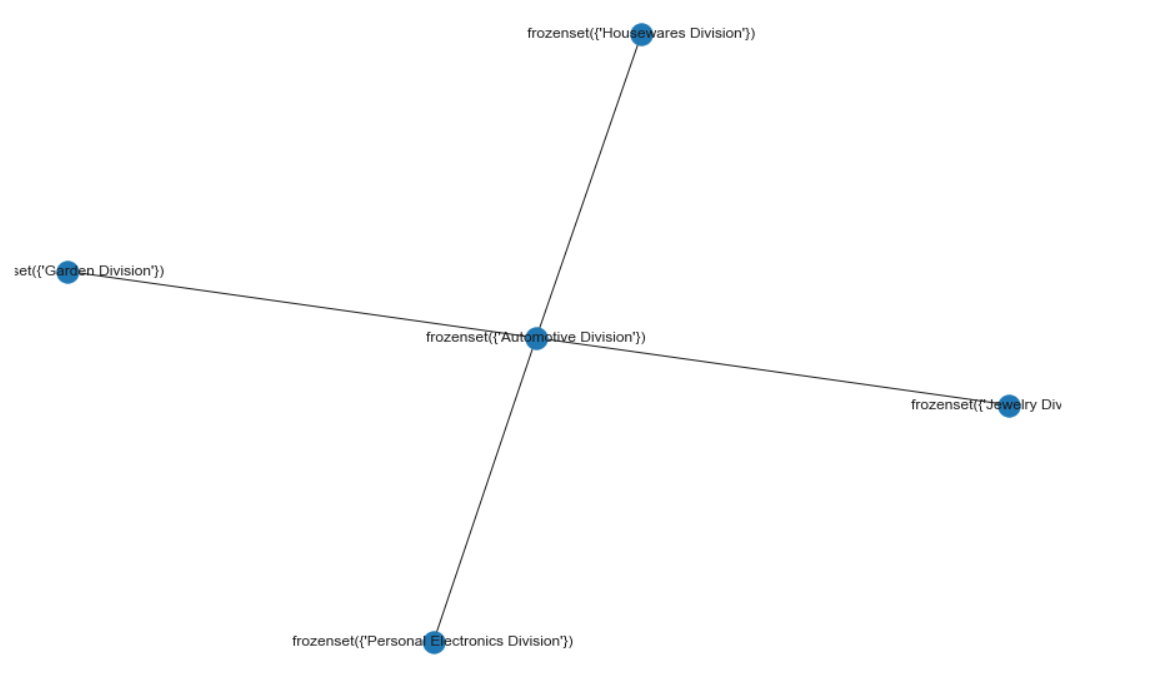 frozenset({'Housewares Division'})
set({'Garden Division'})
frozenset({'Automotive Division'})
frozenset({'Jewelry Div
frozenset({'Personal Electronics Division'})